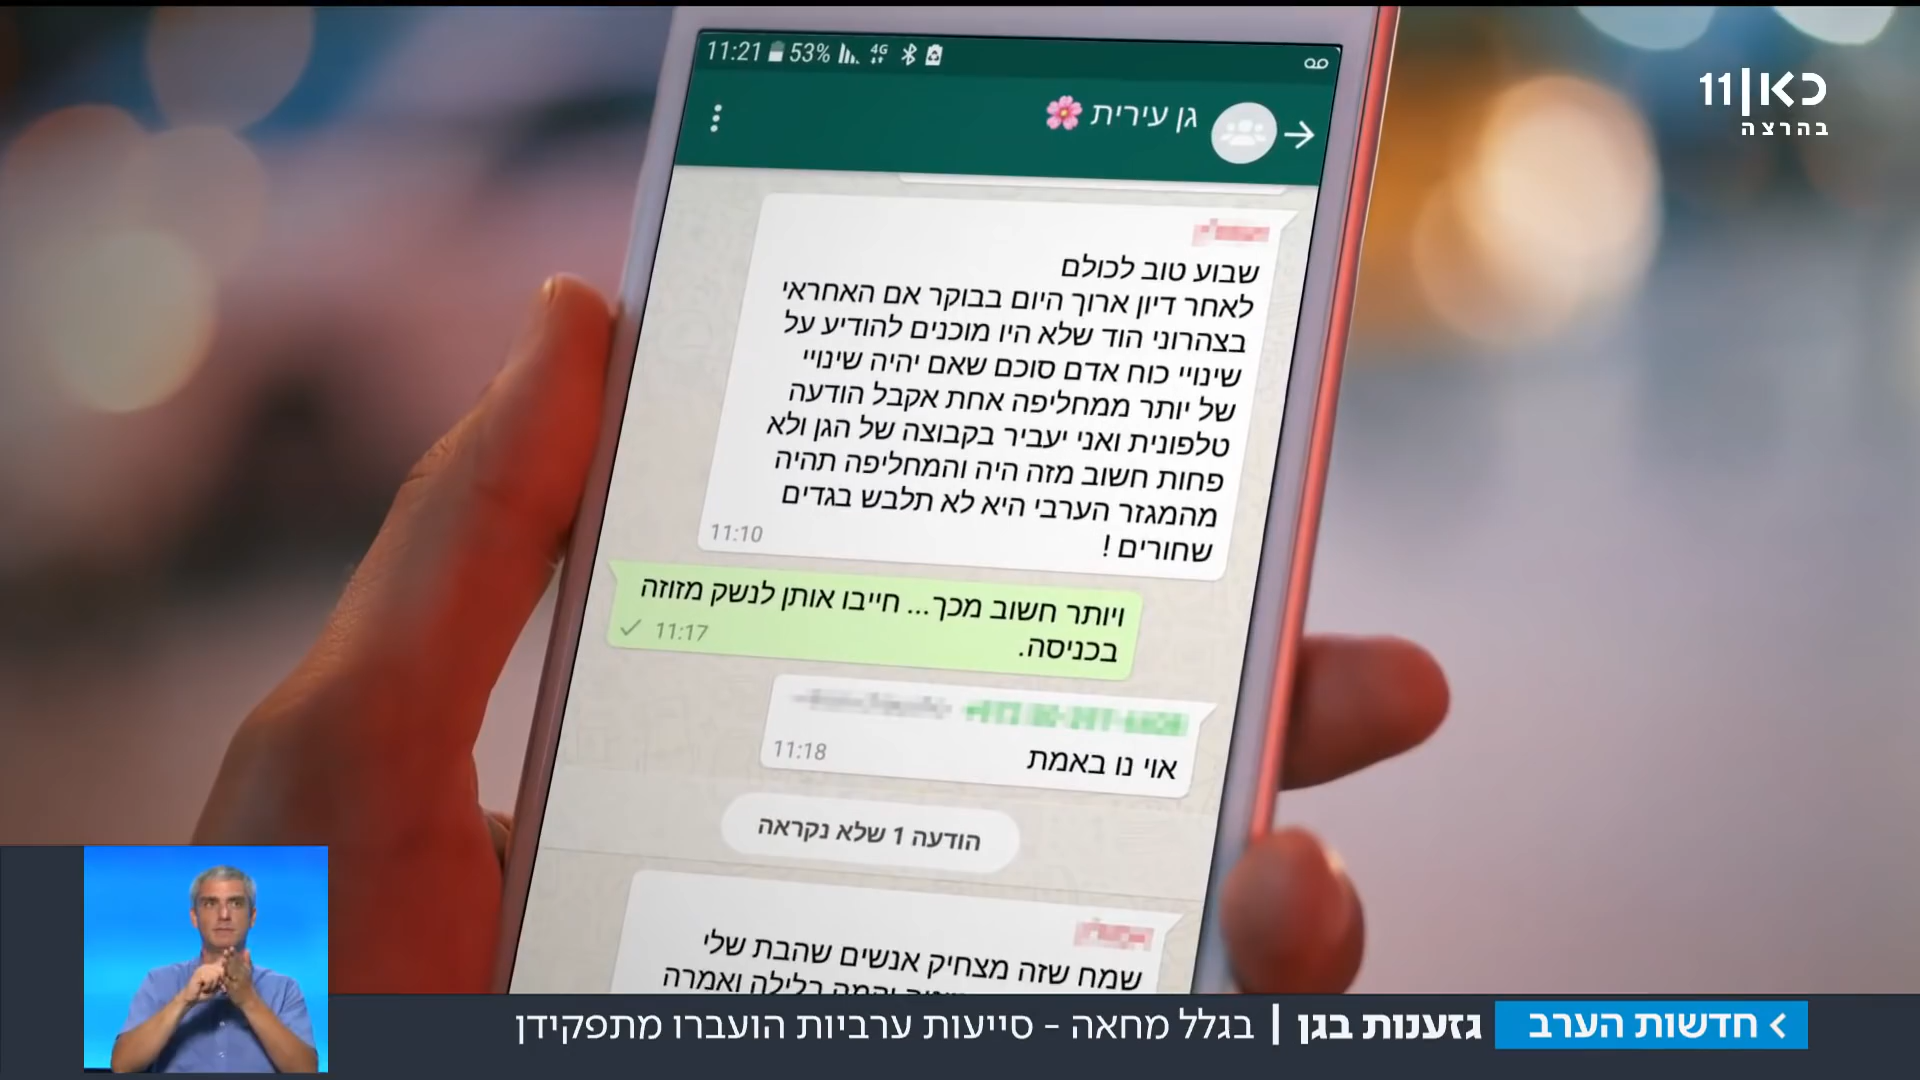 11:21 53% 4G
כאן 11
בהרצה
גן עירית 🌸
שבוע טוב לכולם
לאחר דיון ארוך היום בבוקר אם האחראי
בצהרוני הוד שלא היו מוכנים להודיע על
שינויי כוח אדם סוכם שאם יהיה שינויי
של יותר ממחליפה אחת אקבל הודעה
טלפונית ואני יעביר בקבוצה של הגן ולא
פחות חשוב מזה היה והמחליפה תהיה
מהמגזר הערבי היא לא תלבש בגדים
שחורים !
11:10
ויותר חשוב מכך... חייבו אותן לנשק מזוזה
בכניסה.
11:17
אוי נו באמת
11:18
הודעה 1 שלא נקראה
שמח שזה מצחיק אנשים שהבת שלי
בלילה ואמרה
חדשות הערב
גזענות בגן | בגלל מחאה - סייעות ערביות הועברו מתפקידן